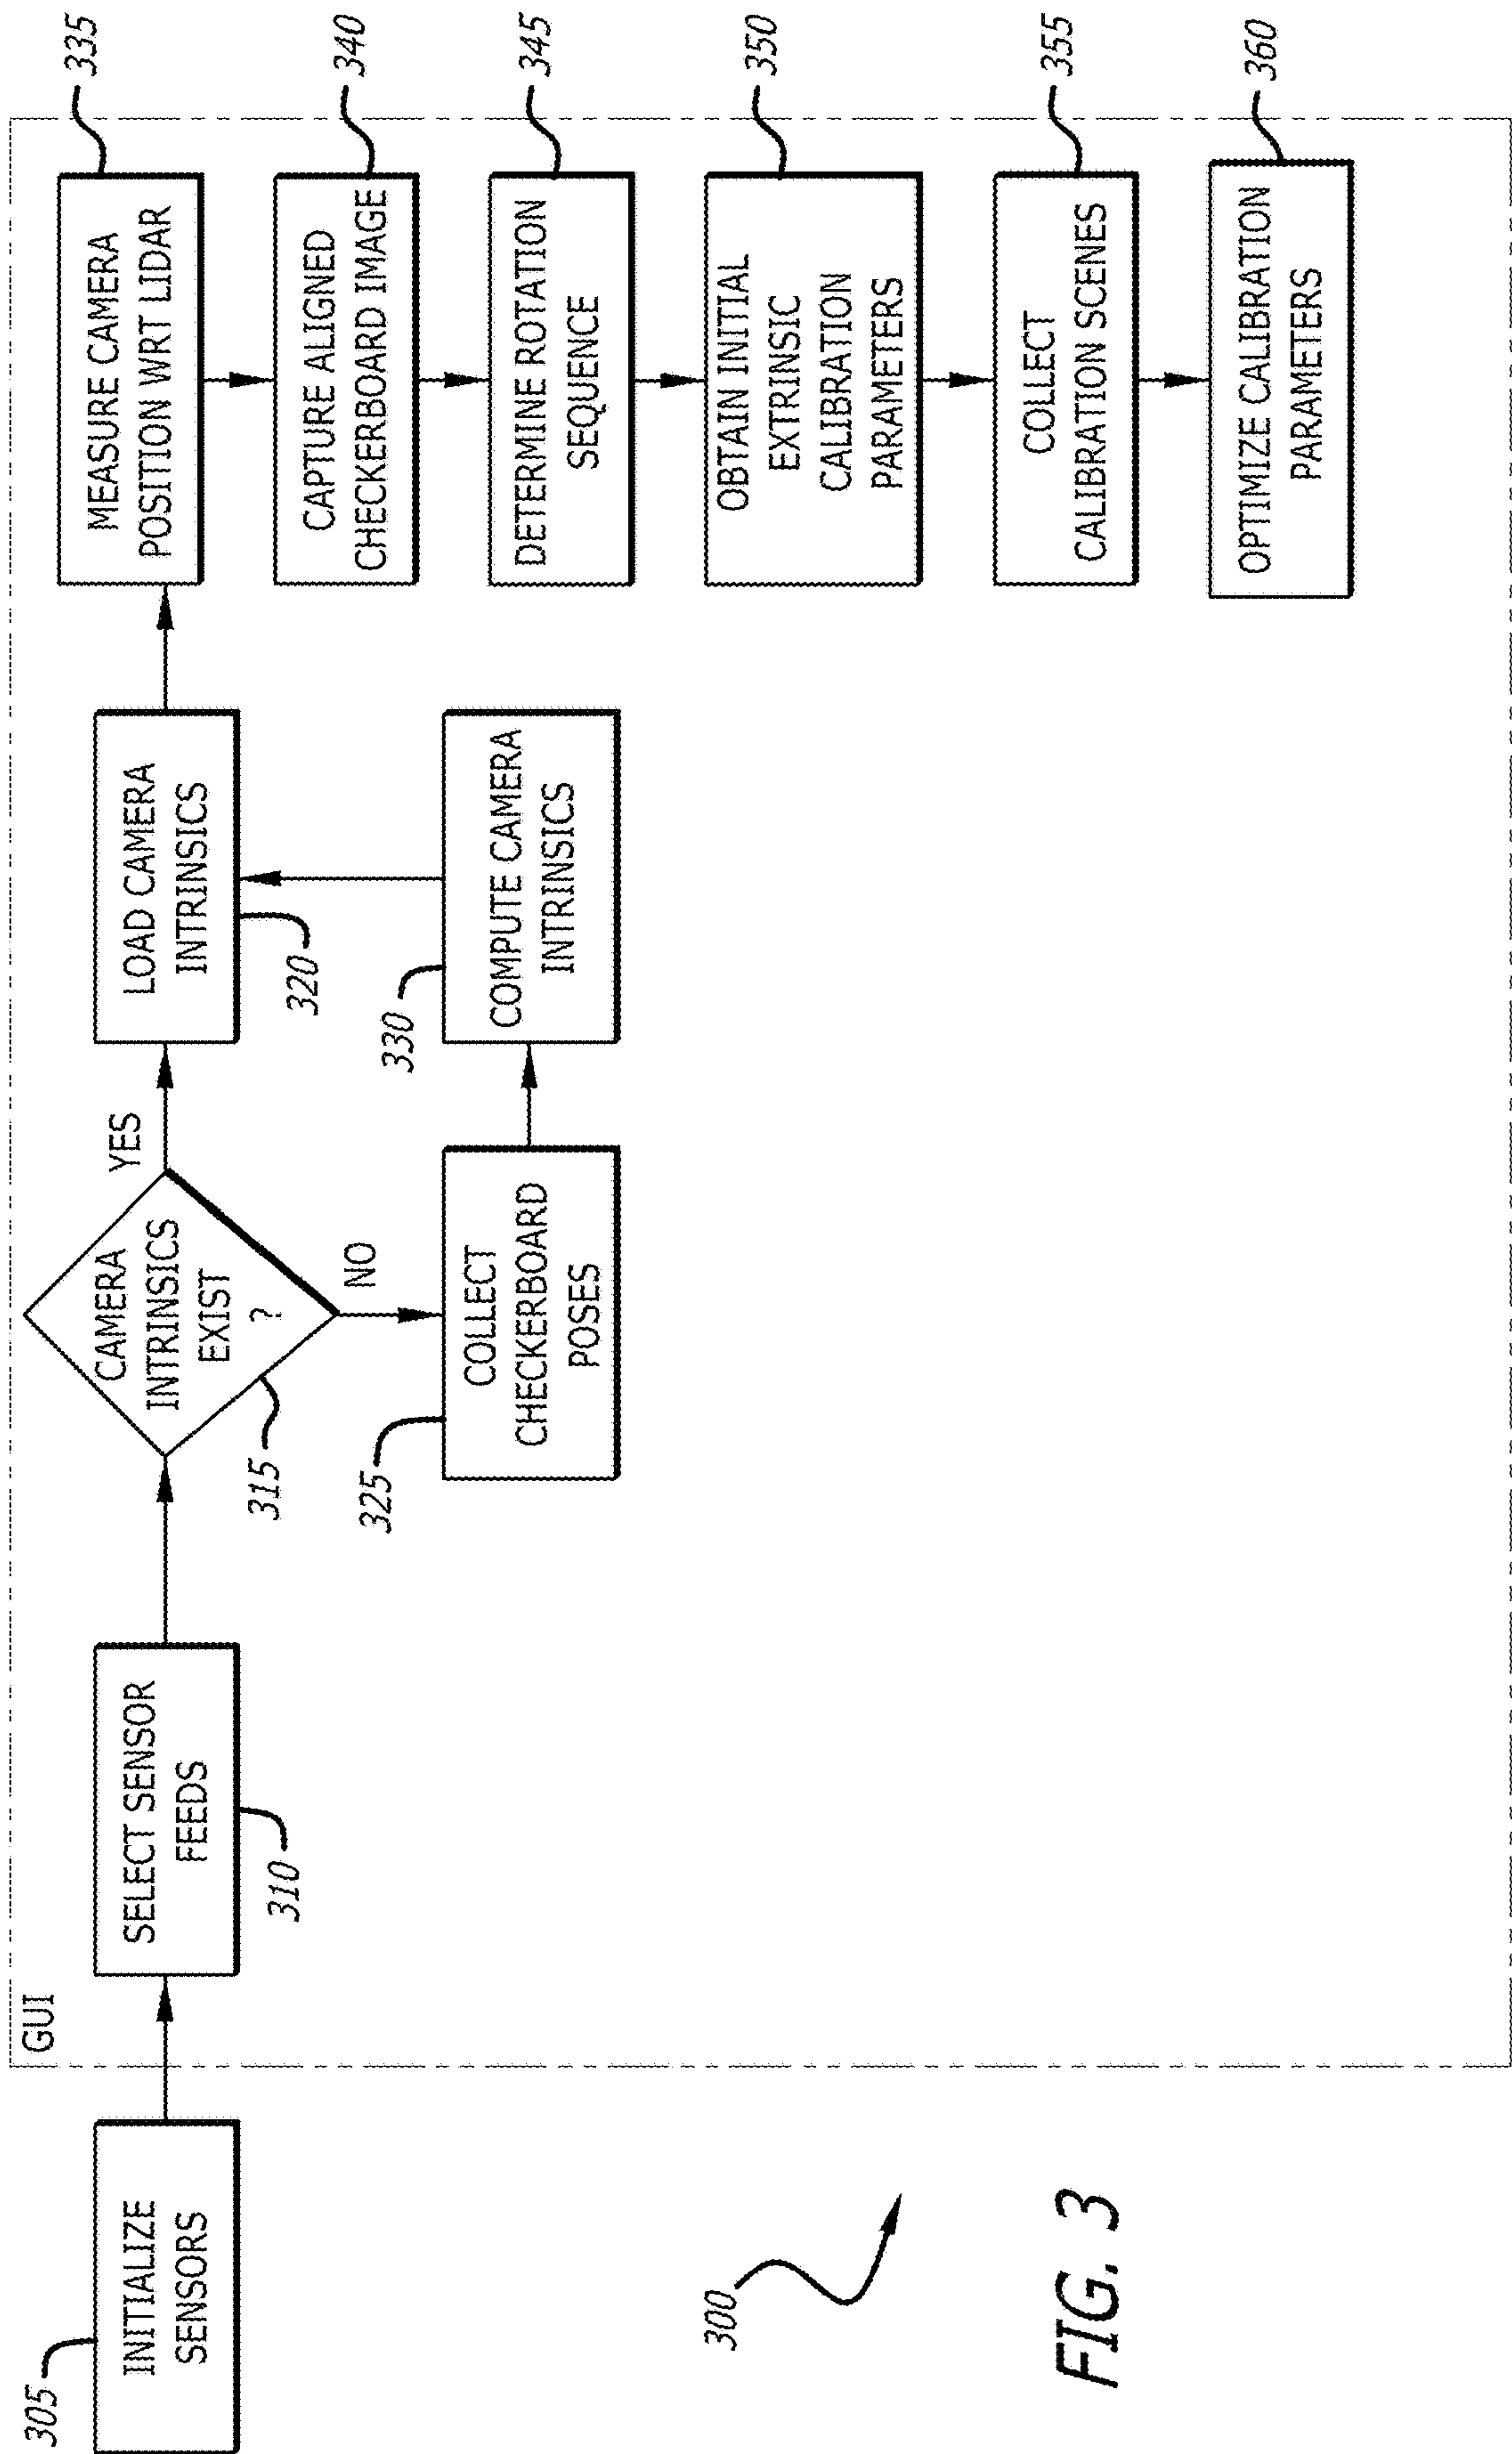 GUI
305
INITIALIZE
SENSORS
SELECT SENSOR
FEEDS
310
CAMERA
INTRINSICS
EXIST
?
315
YES
NO
LOAD CAMERA
INTRINSICS
320
325
COLLECT
CHECKERBOARD
POSES
330
COMPUTE CAMERA
INTRINSICS
MEASURE CAMERA
POSITION WRT LIDAR
335
CAPTURE ALIGNED
CHECKERBOARD IMAGE
340
DETERMINE ROTATION
SEQUENCE
345
OBTAIN INITIAL
EXTRINSIC
CALIBRATION
PARAMETERS
350
COLLECT
CALIBRATION SCENES
355
OPTIMIZE CALIBRATION
PARAMETERS
360
300
FIG. 3